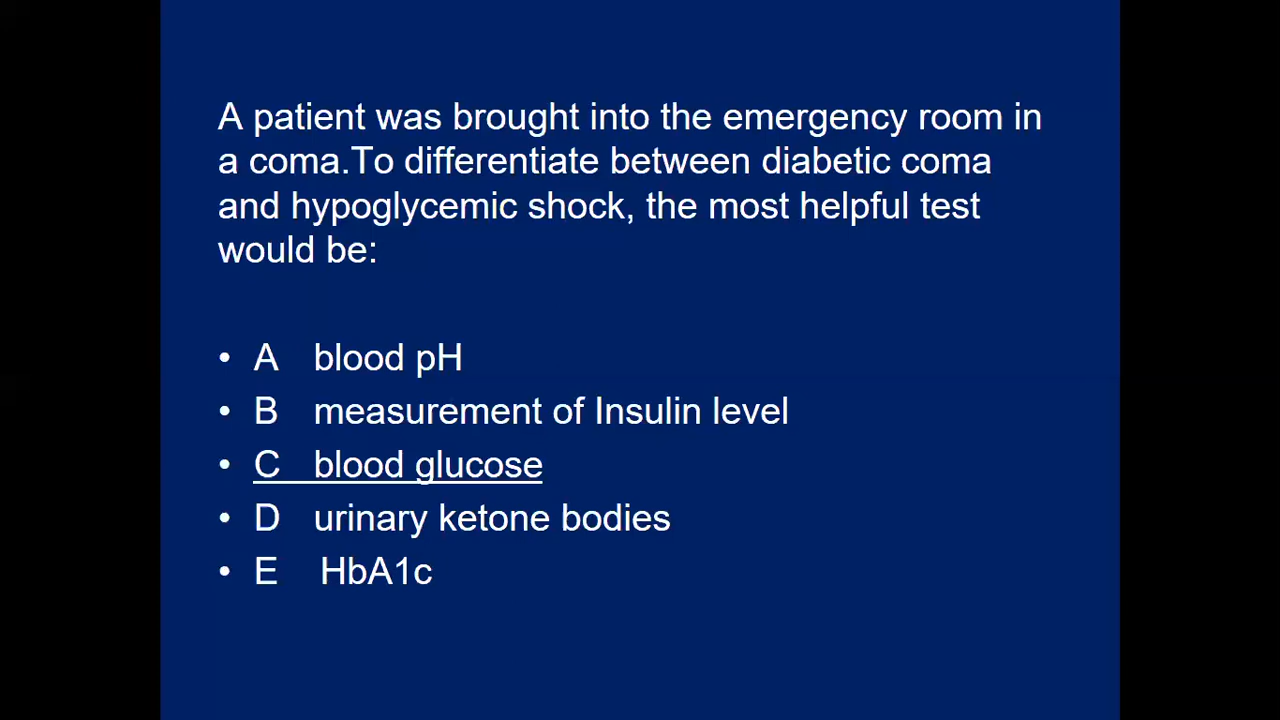 A patient was brought into the emergency room in
a coma.To differentiate between diabetic coma
and hypoglycemic shock, the most helpful test
would be:
• A blood pH
• B measurement of Insulin level
• C blood glucose
• D urinary ketone bodies
• E HbA1c